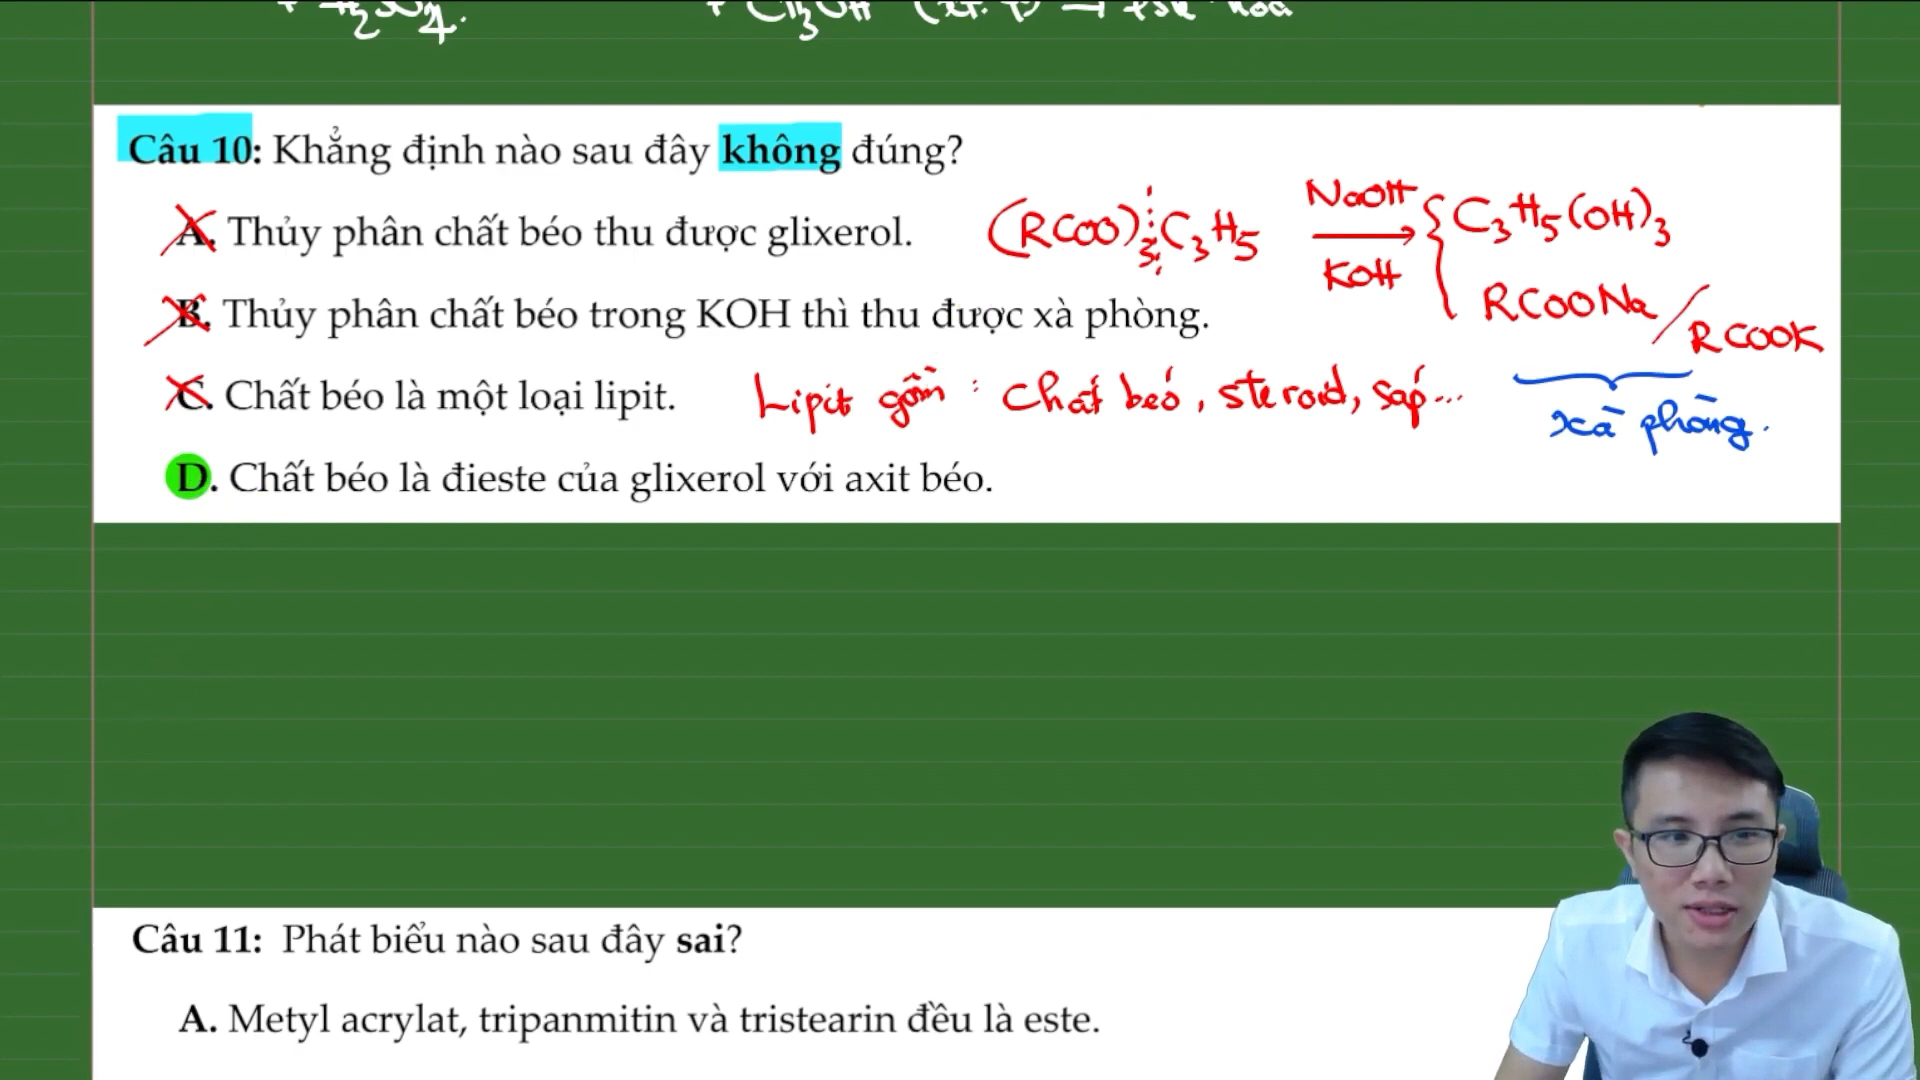 Câu 10: Khẳng định nào sau đây không đúng?
A. Thủy phân chất béo thu được glixerol.
(RCOO)3C3H5
NaOH
KOH
C3H5(OH)3
RCOONa / RCOOK
xà phòng.
B. Thủy phân chất béo trong KOH thì thu được xà phòng.
C. Chất béo là một loại lipit.
Lipit gồm : Chất béo, steroid, sáp...
D. Chất béo là đieste của glixerol với axit béo.
Câu 11: Phát biểu nào sau đây sai?
A. Metyl acrylat, tripanmitin và tristearin đều là este.